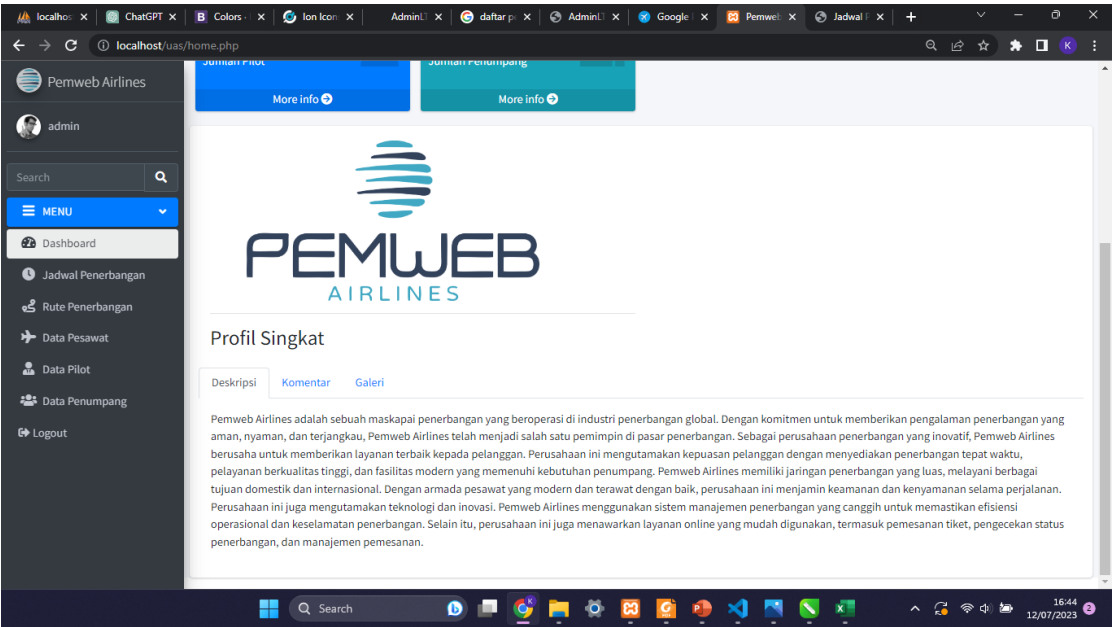 localhos
ChatGPT
Colors -
Ion Icon
AdminLT
daftar p
AdminLT
Google
Pemweb
Jadwal
localhost/uas/home.php
K
Pemweb Airlines
admin
Search
MENU
Dashboard
Jadwal Penerbangan
Rute Penerbangan
Data Pesawat
Data Pilot
Data Penumpang
Logout
Jumlah Pilot
Jumlah Penumpang
More info
More info
PEMWEB
AIRLINES
Profil Singkat
Deskripsi Komentar Galeri
Pemweb Airlines adalah sebuah maskapai penerbangan yang beroperasi di industri penerbangan global. Dengan komitmen untuk memberikan pengalaman penerbangan yang
aman, nyaman, dan terjangkau, Pemweb Airlines telah menjadi salah satu pemimpin di pasar penerbangan. Sebagai perusahaan penerbangan yang inovatif, Pemweb Airlines
berusaha untuk memberikan layanan terbaik kepada pelanggan. Perusahaan ini mengutamakan kepuasan pelanggan dengan menyediakan penerbangan tepat waktu,
pelayanan berkualitas tinggi, dan fasilitas modern yang memenuhi kebutuhan penumpang. Pemweb Airlines memiliki jaringan penerbangan yang luas, melayani berbagai
tujuan domestik dan internasional. Dengan armada pesawat yang modern dan terawat dengan baik, perusahaan ini menjamin keamanan dan kenyamanan selama perjalanan.
Perusahaan ini juga mengutamakan teknologi dan inovasi. Pemweb Airlines menggunakan sistem manajemen penerbangan yang canggih untuk memastikan efisiensi
operasional dan keselamatan penerbangan. Selain itu, perusahaan ini juga menawarkan layanan online yang mudah digunakan, termasuk pemesanan tiket, pengecekan status
penerbangan, dan manajemen pemesanan.
Search
16:44
12/07/2023
2